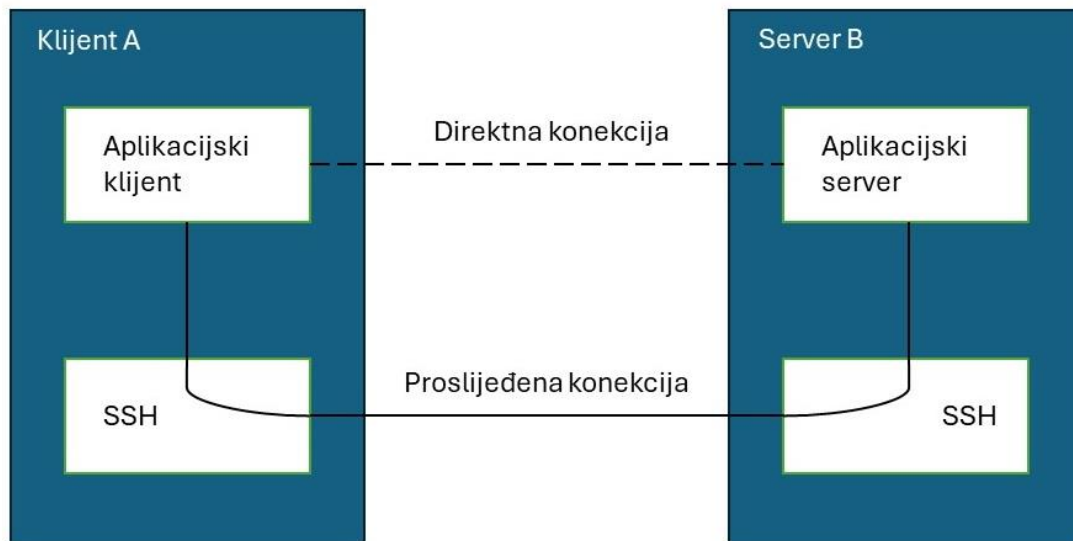 Klijent A
Server B
Aplikacijski
klijent
Direktna konekcija
Aplikacijski
server
SSH
Proslijeđena konekcija
SSH